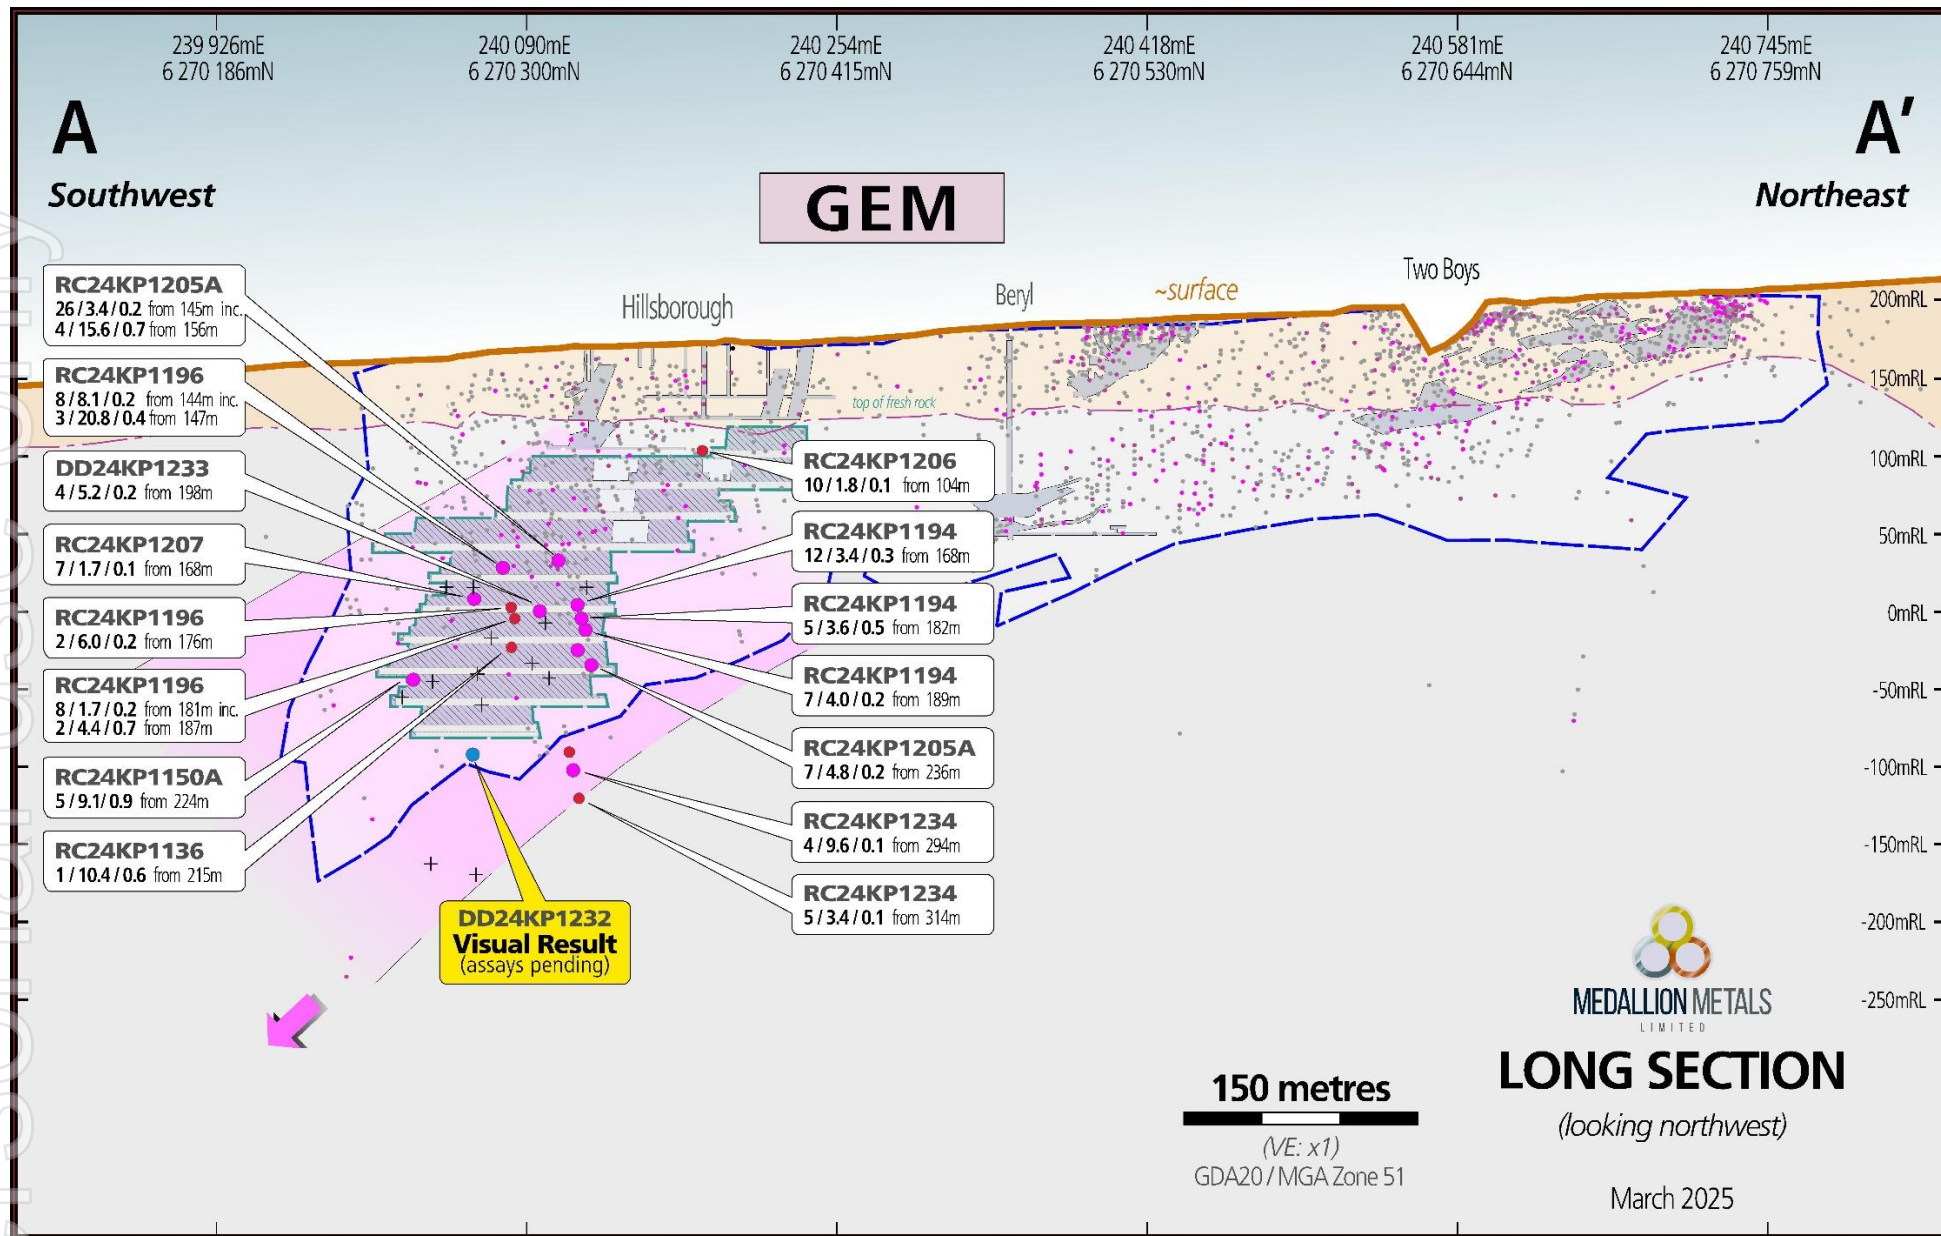 239 926mE
6 270 186mN
240 090mE
6 270 300mN
240 254mE
6 270 415mN
240 418mE
6 270 530mN
240 581mE
6 270 644mN
240 745mE
6 270 759mN
A
Southwest
A'
Northeast
GEM
Hillsborough
Beryl
~surface
Two Boys
top of fresh rock
RC24KP1205A
26 / 3.4 / 0.2 from 145m inc.
4 / 15.6 / 0.7 from 156m
RC24KP1196
8 / 8.1 / 0.2 from 144m inc.
3 / 20.8 / 0.4 from 147m
DD24KP1233
4 / 5.2 / 0.2 from 198m
RC24KP1207
7 / 1.7 / 0.1 from 168m
RC24KP1196
2 / 6.0 / 0.2 from 176m
RC24KP1196
8 / 1.7 / 0.2 from 181m inc.
2 / 4.4 / 0.7 from 187m
RC24KP1150A
5 / 9.1 / 0.9 from 224m
RC24KP1136
1 / 10.4 / 0.6 from 215m
RC24KP1206
10 / 1.8 / 0.1 from 104m
RC24KP1194
12 / 3.4 / 0.3 from 168m
RC24KP1194
5 / 3.6 / 0.5 from 182m
RC24KP1194
7 / 4.0 / 0.2 from 189m
RC24KP1205A
7 / 4.8 / 0.2 from 236m
RC24KP1234
4 / 9.6 / 0.1 from 294m
RC24KP1234
5 / 3.4 / 0.1 from 314m
DD24KP1232
Visual Result
(assays pending)
200mRL
150mRL
100mRL
50mRL
0mRL
-50mRL
-100mRL
-150mRL
-200mRL
-250mRL
MEDALLION METALS
LIMITED
LONG SECTION
(looking northwest)
March 2025
150 metres
(VE: x1)
GDA20 / MGA Zone 51